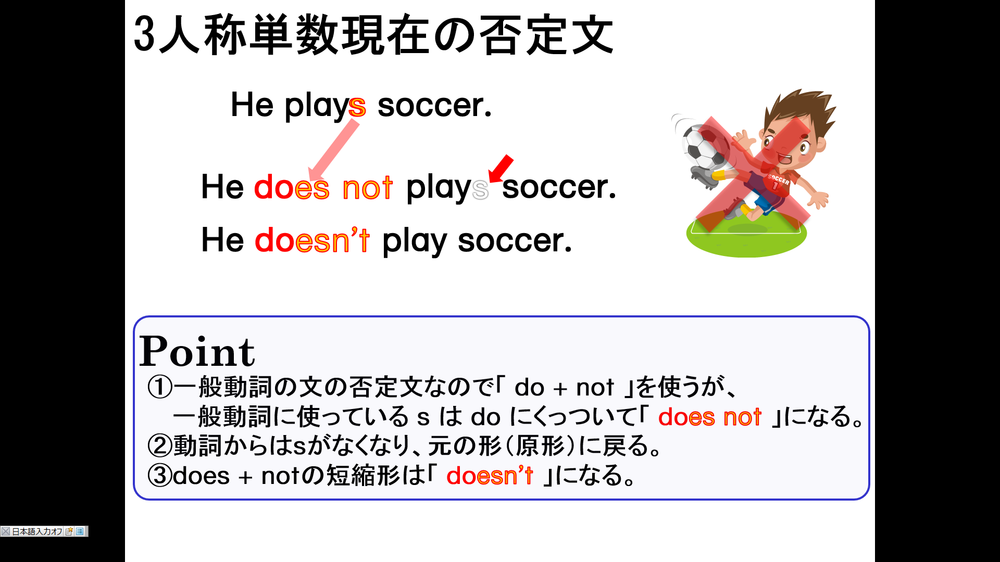 3人称単数現在の否定文
He plays soccer.
He does not plays soccer.
He doesn’t play soccer.
SOCCER
1
Point
①一般動詞の文の否定文なので「 do + not 」を使うが、
一般動詞に使っている s は do にくっついて「 does not 」になる。
②動詞からはsがなくなり、元の形(原形)に戻る。
③does + notの短縮形は「 doesn’t 」になる。
日本語入力オフ